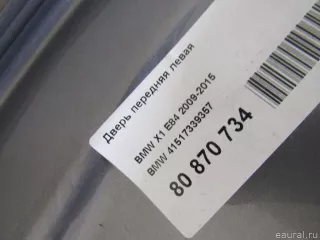 Дверь передняя левая
BMW X1 E84 2009-2015
BMW 41517339357
80 870 734
eaural.ru